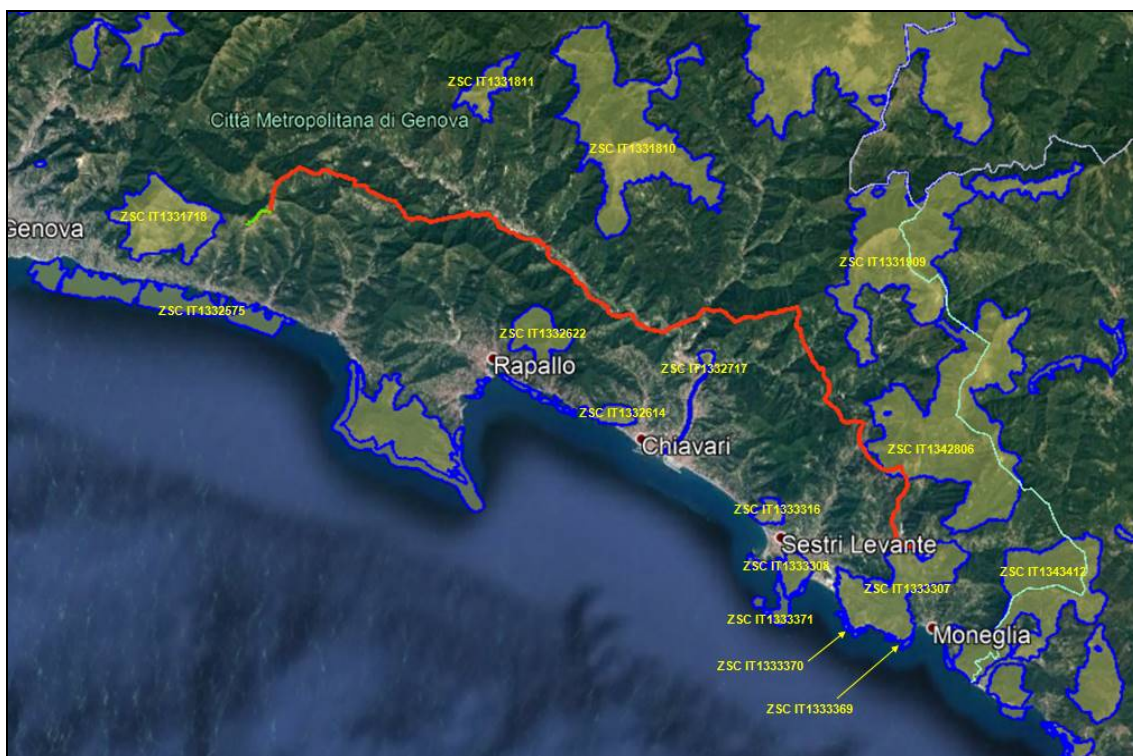 ZSC IT1331811
Città Metropolitana di Genova
ZSC IT1331810
ZSC IT1331718
Genova
ZSC IT1331909
ZSC IT1332575
ZSC IT1332622
Rapallo
ZSC IT1332717
ZSC IT1332614
Chiavari
ZSC IT1342806
ZSC IT1333316
Sestri Levante
ZSC IT1333308
ZSC IT1343412
ZSC IT1333307
ZSC IT1333371
Moneglia
ZSC IT1333370
ZSC IT1333369